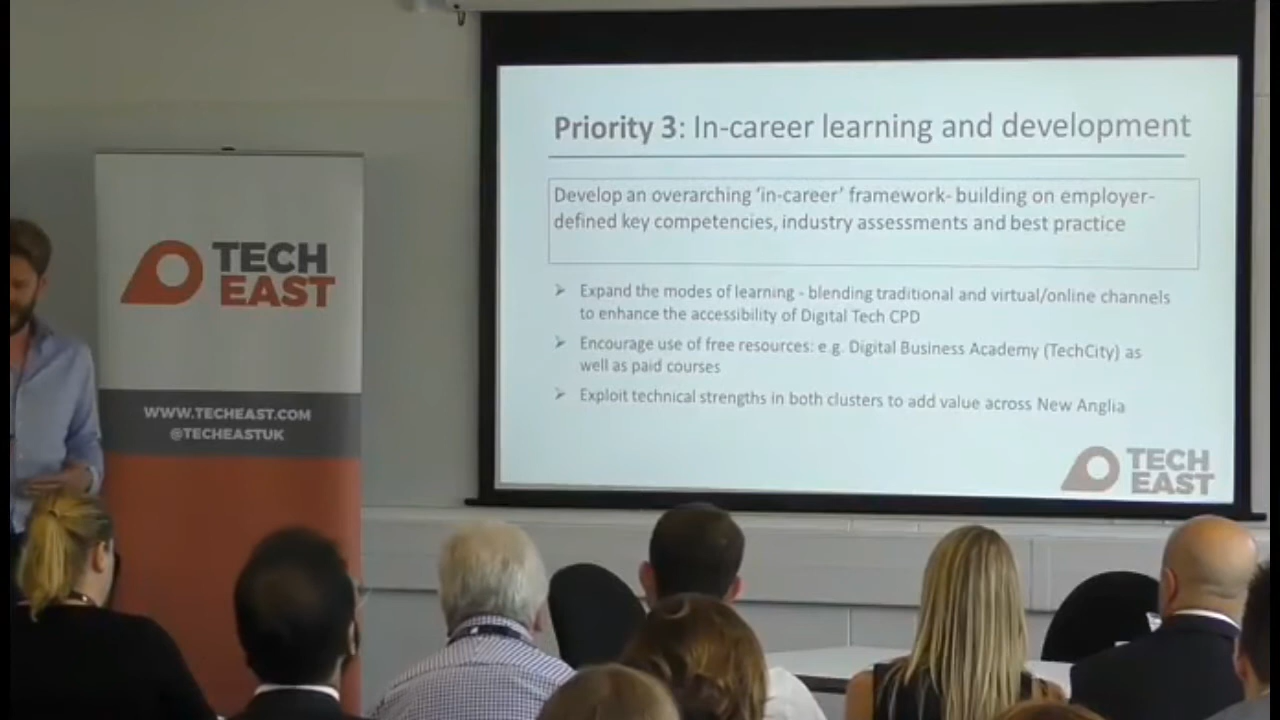 TECH
EAST
WWW.TECHEAST.COM
@TECHEASTUK
Priority 3: In-career learning and development
Develop an overarching ‘in-career’ framework- building on employer-
defined key competencies, industry assessments and best practice
Expand the modes of learning - blending traditional and virtual/online channels
to enhance the accessibility of Digital Tech CPD
Encourage use of free resources: e.g. Digital Business Academy (TechCity) as
well as paid courses
Exploit technical strengths in both clusters to add value across New Anglia
TECH
EAST